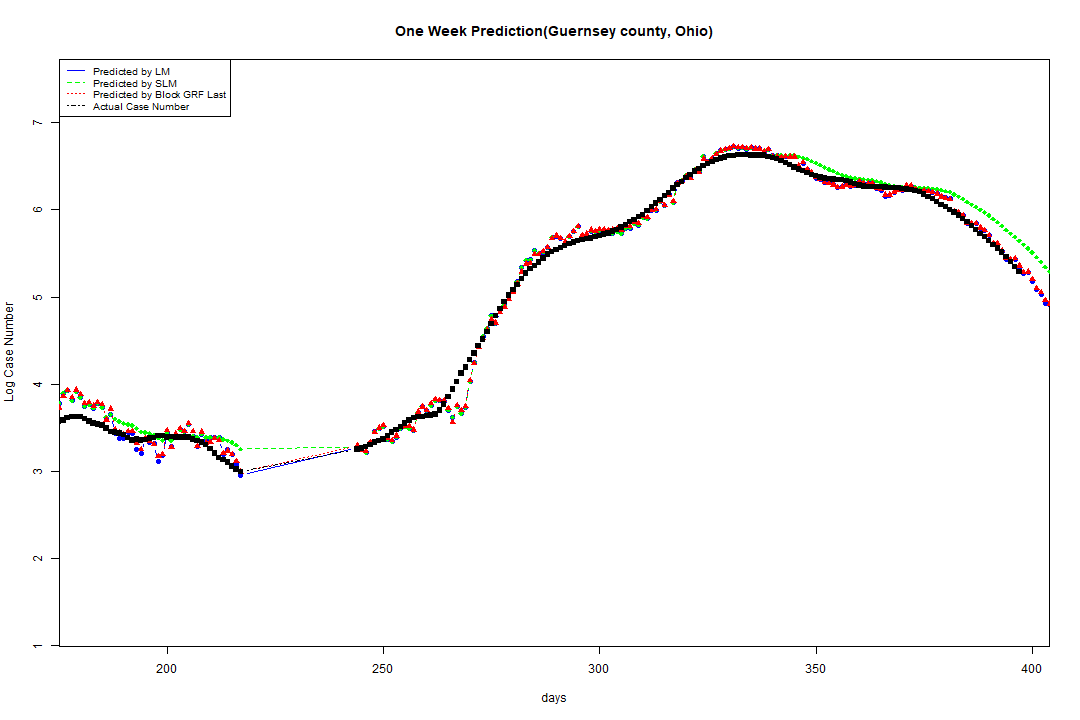 One Week Prediction(Guernsey county, Ohio)
Predicted by LM
Predicted by SLM
Predicted by Block GRF Last
Actual Case Number
Log Case Number
7
6
5
4
3
2
1
200 250 300 350 400
days